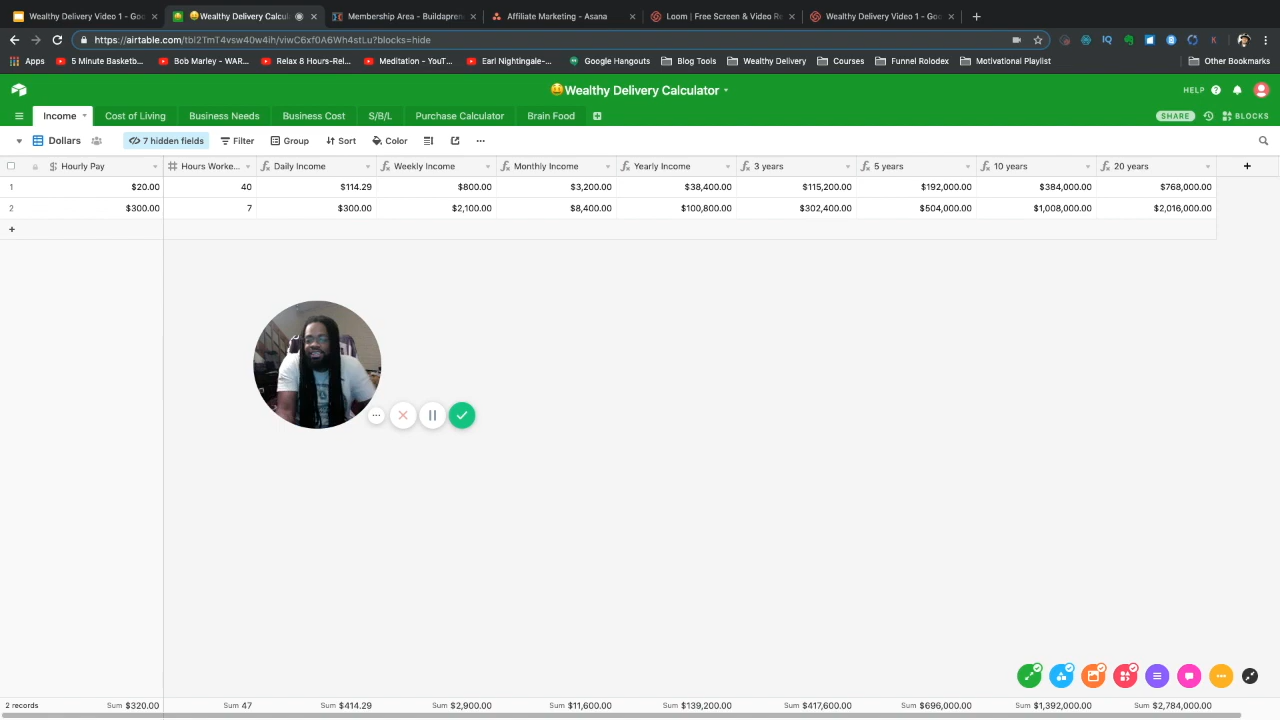 Wealthy Delivery Video 1 - Goo
Wealthy Delivery Calcul
Membership Area - Buildapren
Affiliate Marketing - Asana
Loom | Free Screen & Video Re
Wealthy Delivery Video 1 - Goo
https://airtable.com/tbl2TmT4vsw40w4ih/viwC6xf0A6Wh4stLu?blocks=hide
Apps
5 Minute Basketb...
Bob Marley - WAR...
Relax 8 Hours-Rel...
Meditation - YouT...
Earl Nightingale-...
Google Hangouts
Blog Tools
Wealthy Delivery
Courses
Funnel Rolodex
Motivational Playlist
Other Bookmarks
Wealthy Delivery Calculator
HELP
Income
Cost of Living
Business Needs
Business Cost
S/B/L
Purchase Calculator
Brain Food
SHARE
BLOCKS
Dollars
7 hidden fields
Filter
Group
Sort
Color
Hourly Pay
Hours Worke...
Daily Income
Weekly Income
Monthly Income
Yearly Income
3 years
5 years
10 years
20 years
1 $20.00 40 $114.29 $800.00 $3,200.00 $38,400.00 $115,200.00 $192,000.00 $384,000.00 $768,000.00
2 $300.00 7 $300.00 $2,100.00 $8,400.00 $100,800.00 $302,400.00 $504,000.00 $1,008,000.00 $2,016,000.00
2 records Sum $320.00 Sum 47 Sum $414.29 Sum $2,900.00 Sum $11,600.00 Sum $139,200.00 Sum $417,600.00 Sum $696,000.00 Sum $1,392,000.00 Sum $2,784,000.00